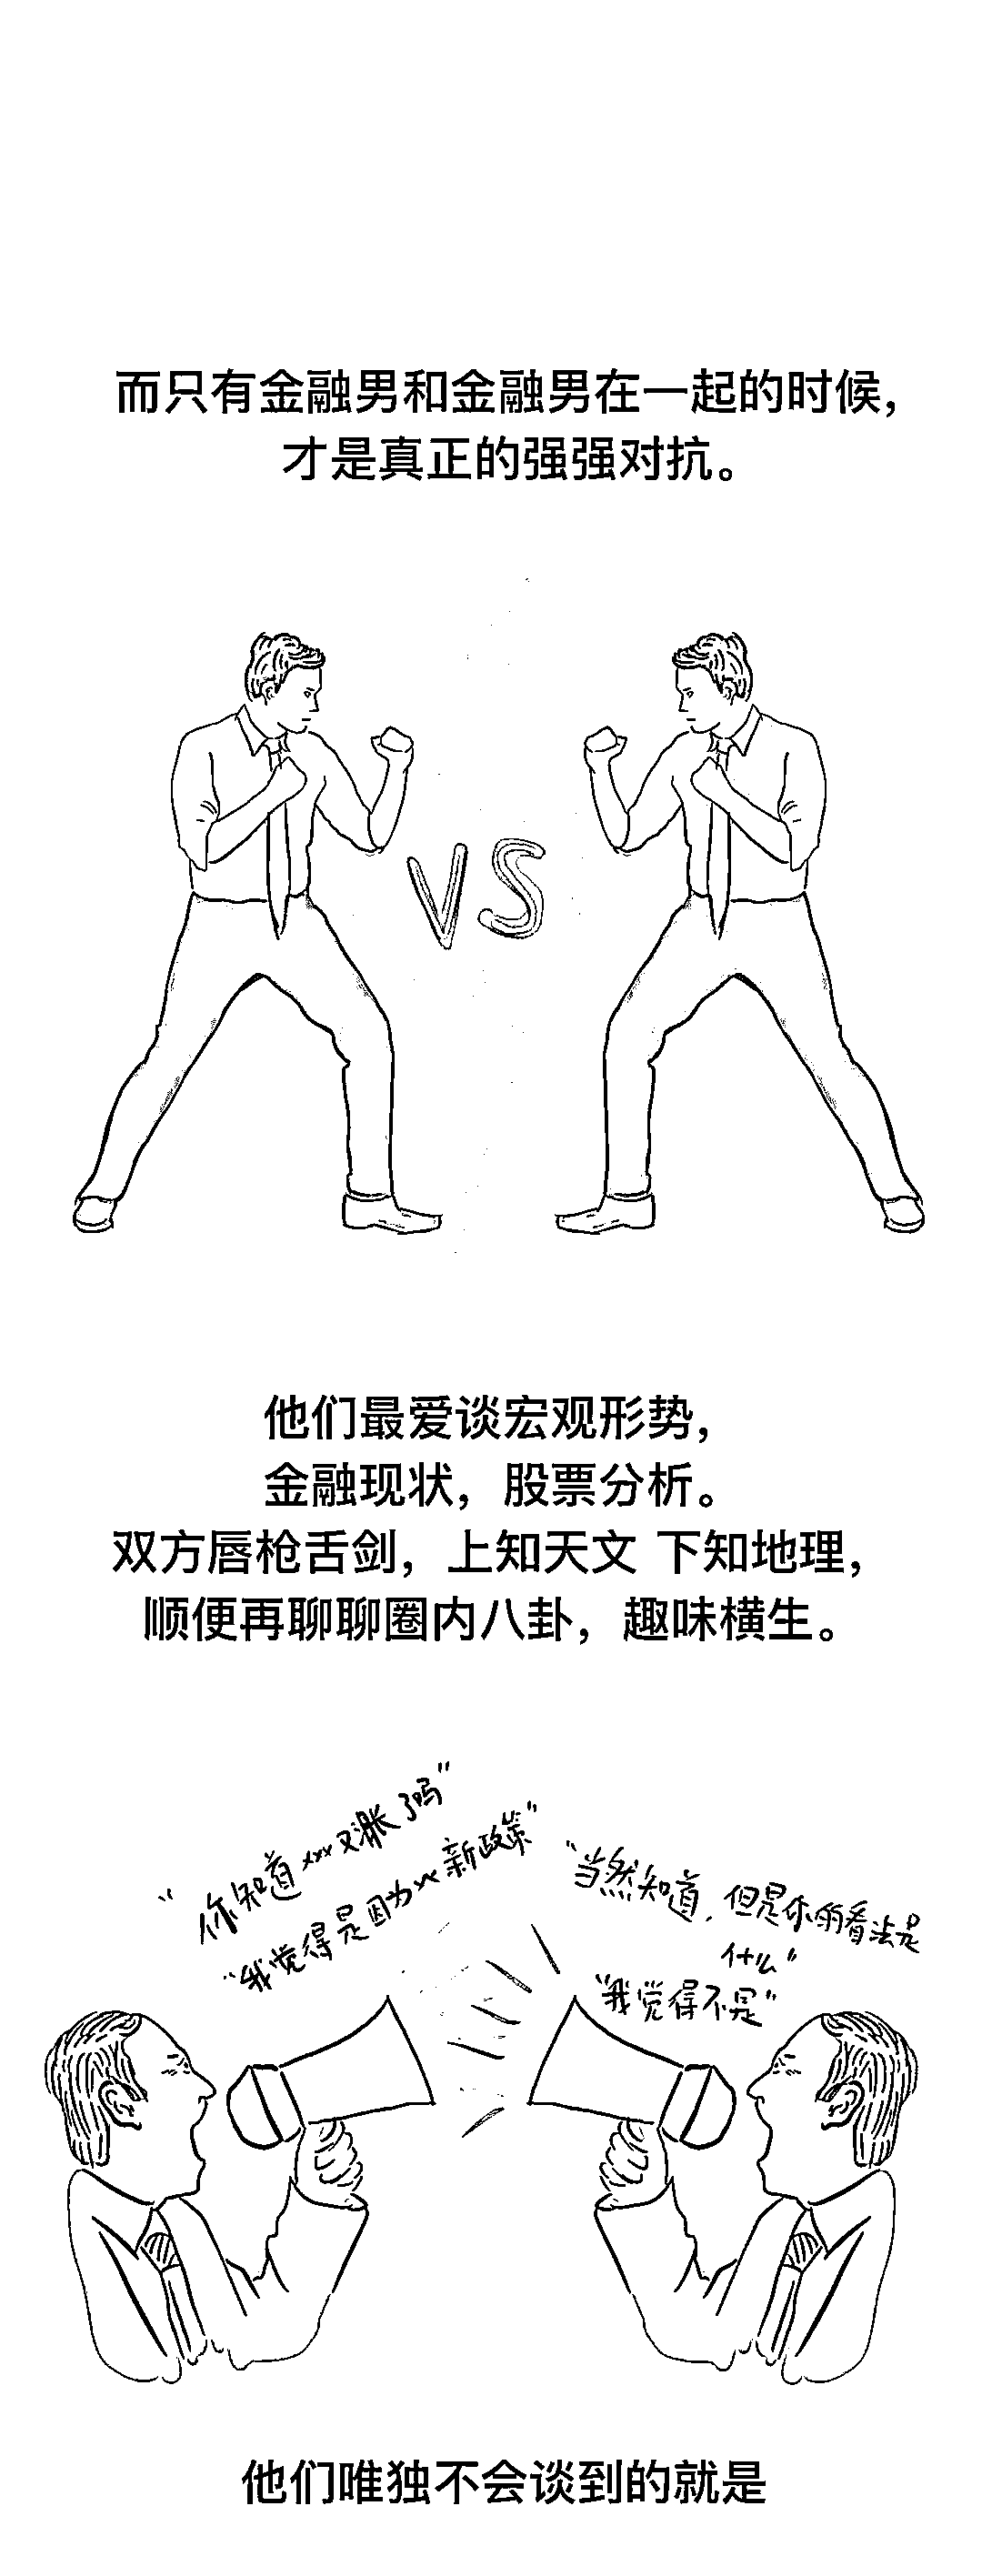 而只有金融男和金融男在一起的时候，
才是真正的强强对抗。
VS
他们最爱谈宏观形势，
金融现状，股票分析。
双方唇枪舌剑，上知天文 下知地理，
顺便再聊聊圈内八卦，趣味横生。
“你知道xxx又涨了吗”
“我觉得是因为xx新政策”
“当然知道，但是你的看法是
什么”
“我觉得不是”
他们唯独不会谈到的就是